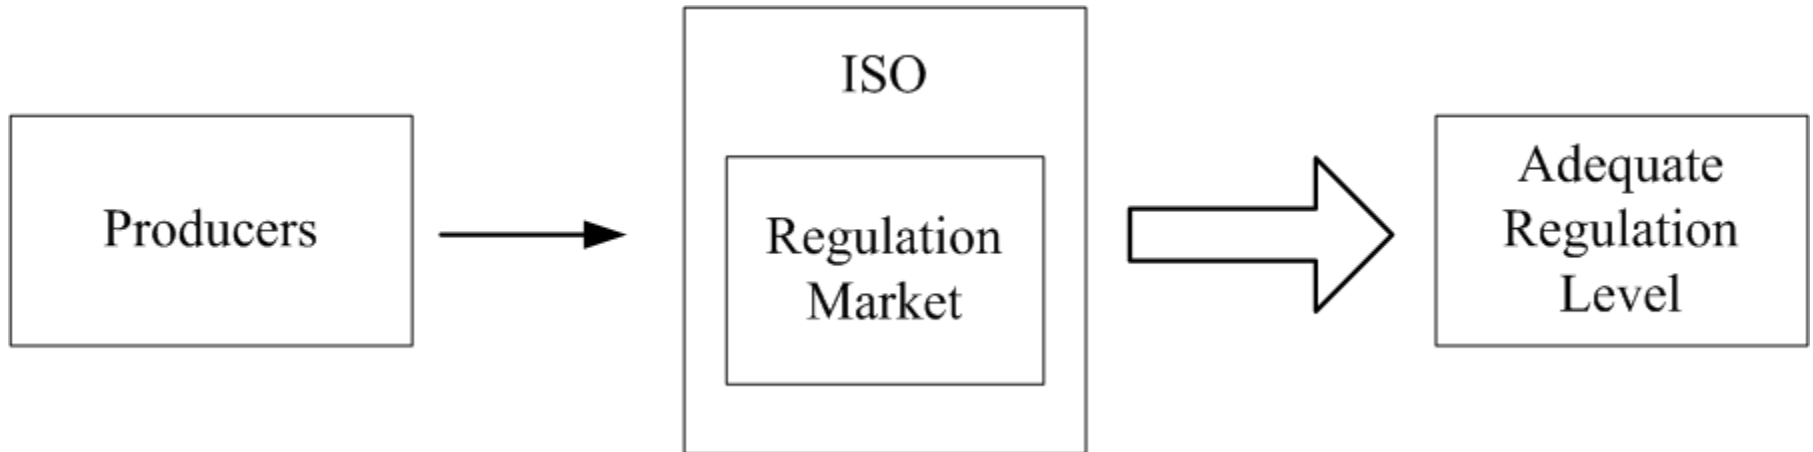 Producers
ISO
Regulation
Market
Adequate
Regulation
Level